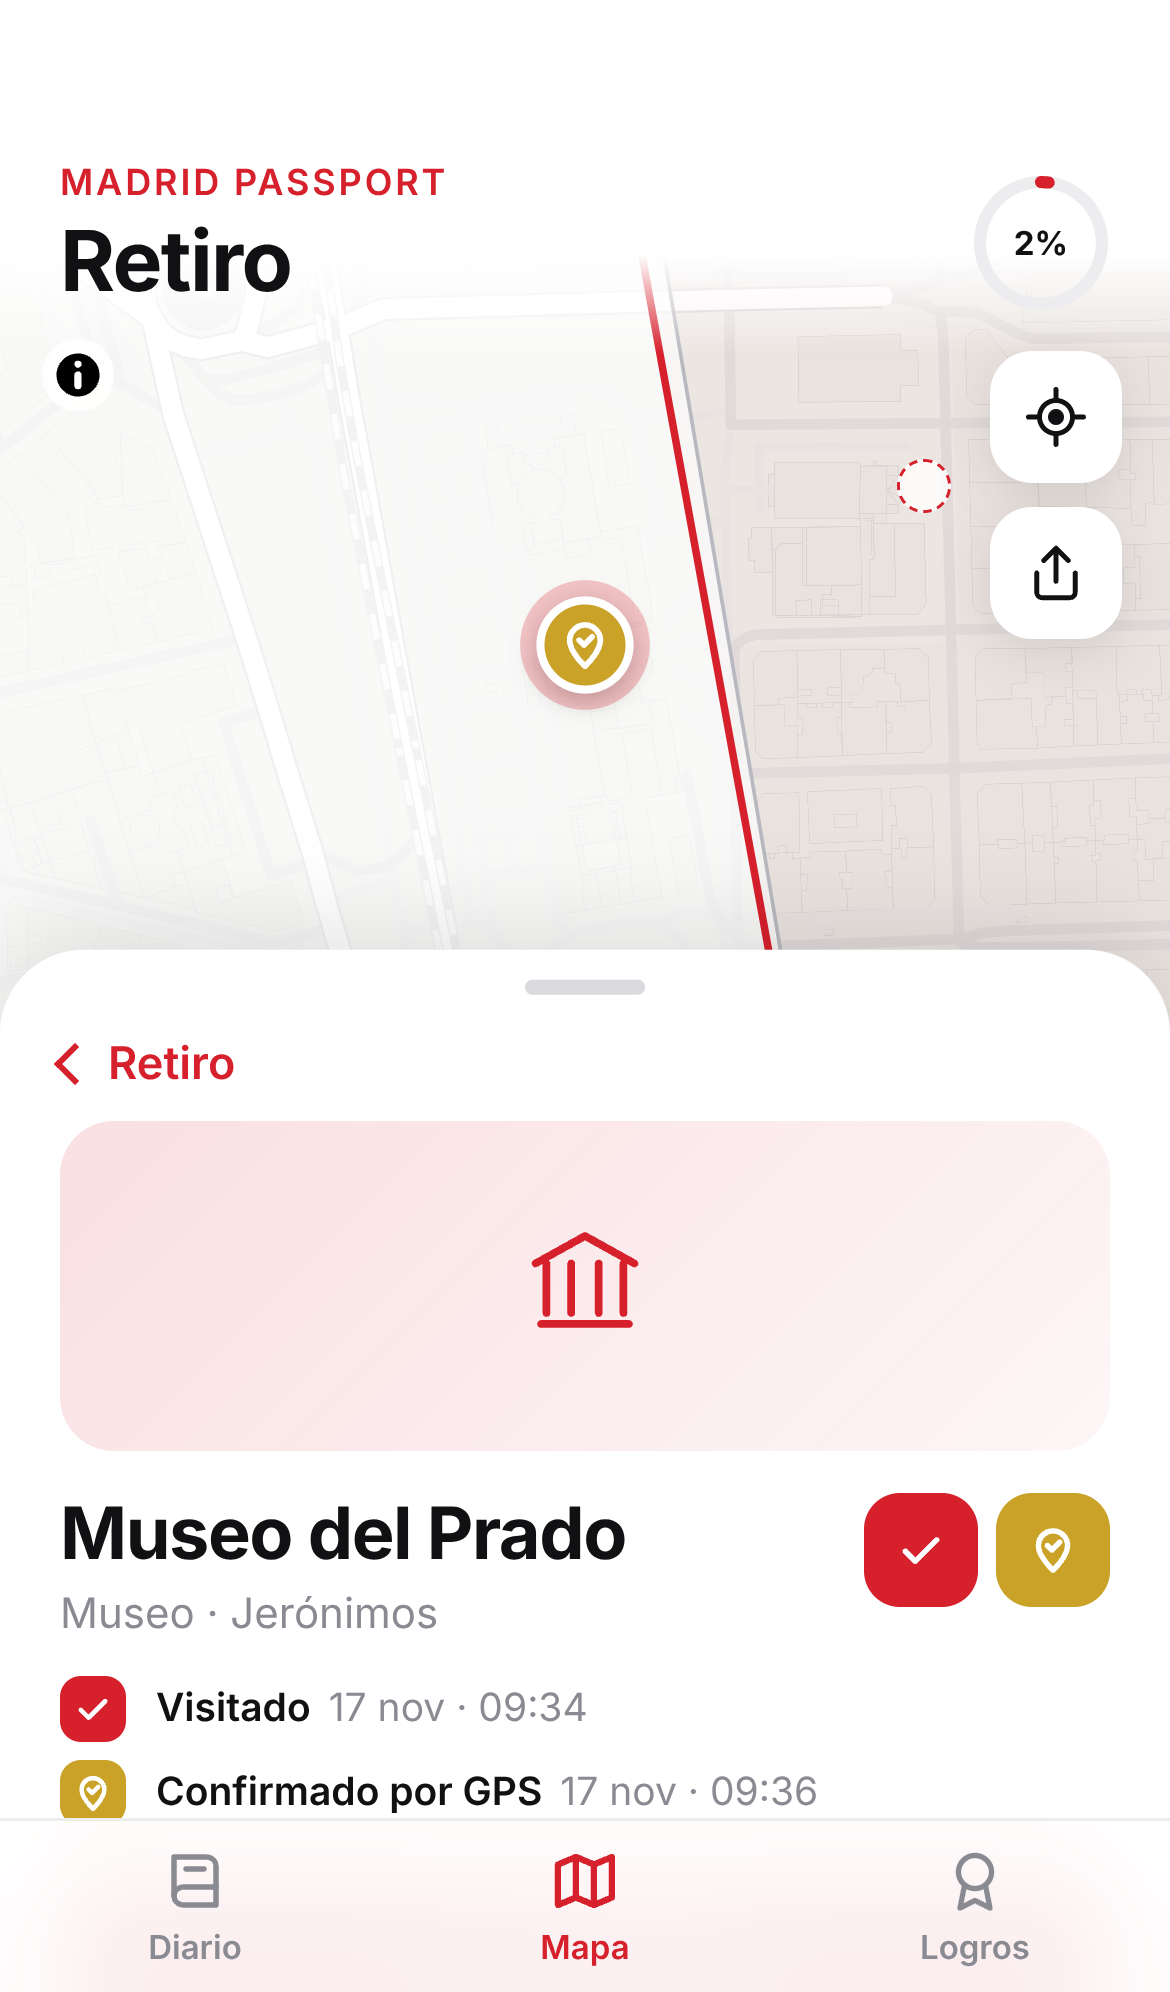 MADRID PASSPORT
Retiro
2%
Retiro
Museo del Prado
Museo · Jerónimos
Visitado 17 nov · 09:34
Confirmado por GPS 17 nov · 09:36
Diario
Mapa
Logros